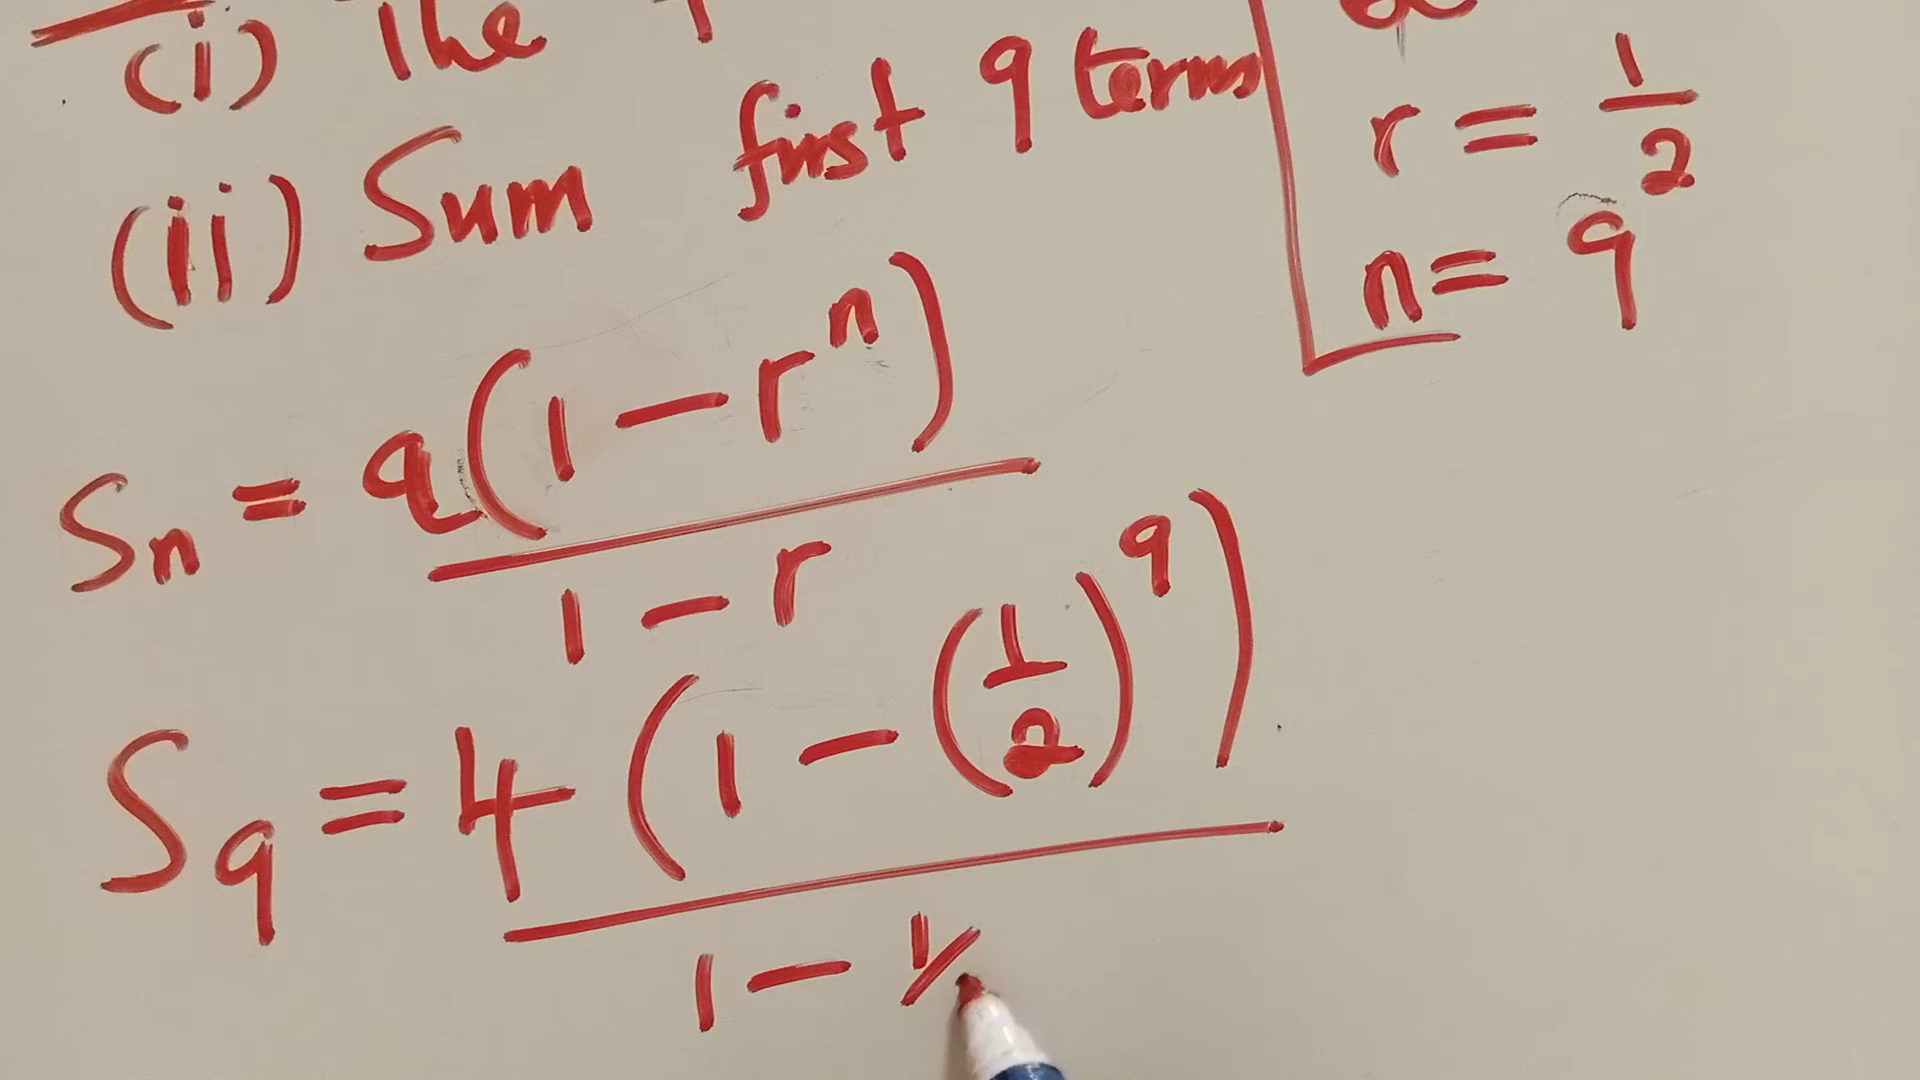 (i) The
(ii) Sum first 9 terms
r = 1/2
n = 9
Sn = a(1 - r^n)
1 - r
S9 = 4(1 - (1/2)^9)
1 - 1/